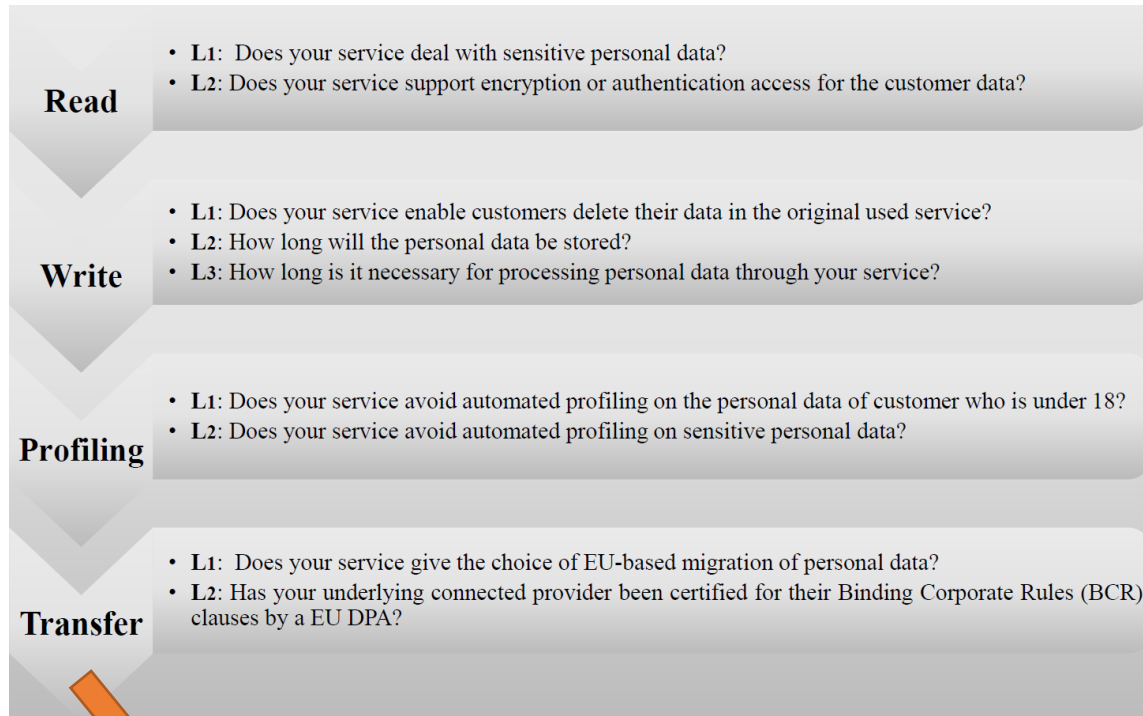 Read
• L1: Does your service deal with sensitive personal data?
• L2: Does your service support encryption or authentication access for the customer data?
Write
• L1: Does your service enable customers delete their data in the original used service?
• L2: How long will the personal data be stored?
• L3: How long is it necessary for processing personal data through your service?
Profiling
• L1: Does your service avoid automated profiling on the personal data of customer who is under 18?
• L2: Does your service avoid automated profiling on sensitive personal data?
Transfer
• L1: Does your service give the choice of EU-based migration of personal data?
• L2: Has your underlying connected provider been certified for their Binding Corporate Rules (BCR)
clauses by a EU DPA?